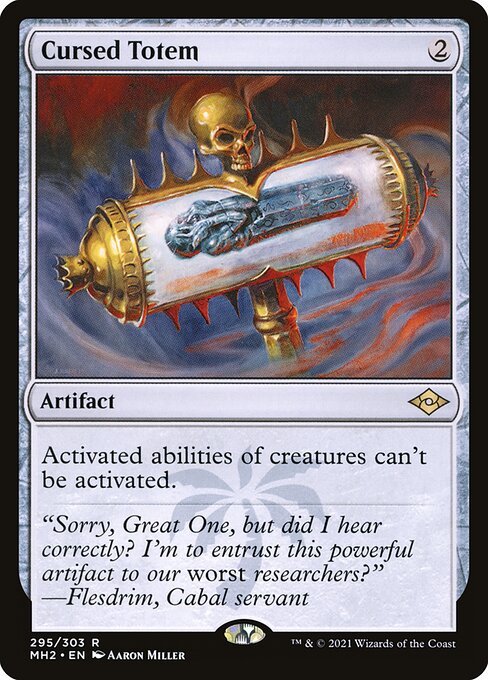 Cursed Totem 2
Artifact
Activated abilities of creatures can't
be activated.
“Sorry, Great One, but did I hear
correctly? I'm to entrust this powerful
artifact to our worst researchers?”
—Flesdrim, Cabal servant
295/303 R
MH2 • EN Aaron Miller
™ & © 2021 Wizards of the Coast